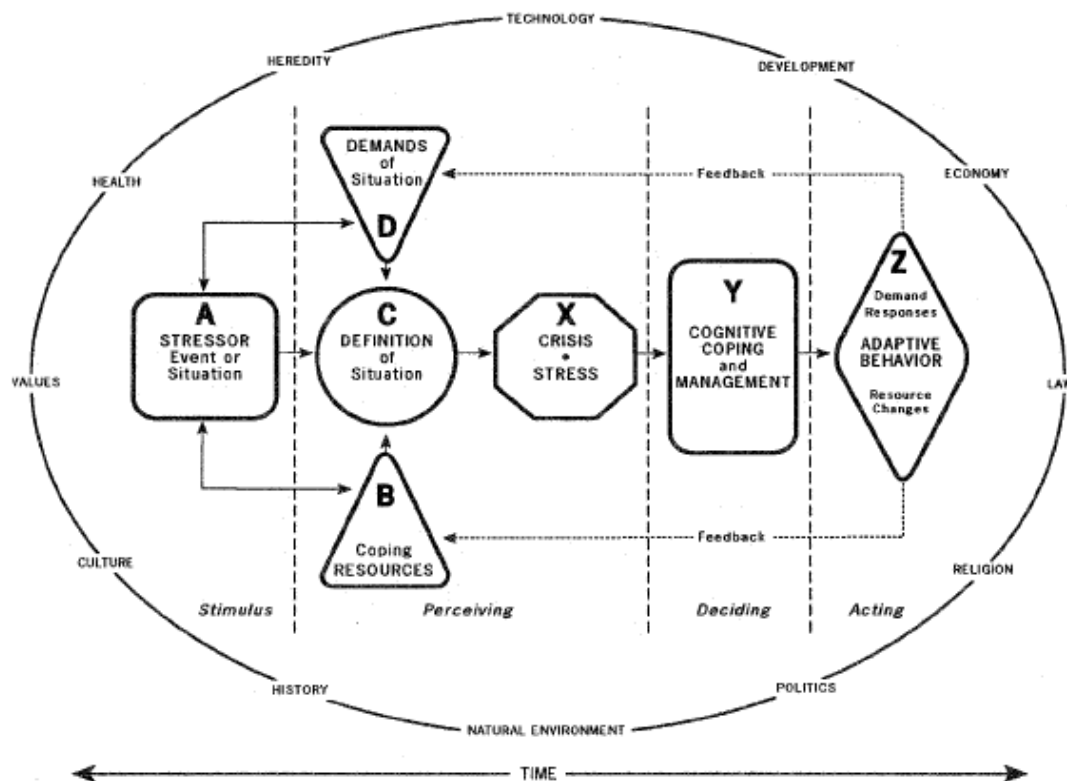 TECHNOLOGY
HEREDITY
DEVELOPMENT
HEALTH
ECONOMY
VALUES
LAW
CULTURE
RELIGION
HISTORY
POLITICS
NATURAL ENVIRONMENT
DEMANDS
of
Situation
D
Feedback
A
STRESSOR
Event or
Situation
C
DEFINITION
of
Situation
X
CRISIS
•
STRESS
Y
COGNITIVE
COPING
and
MANAGEMENT
Z
Demand
Responses
ADAPTIVE
BEHAVIOR
Resource
Changes
B
Coping
RESOURCES
Feedback
Stimulus
Perceiving
Deciding
Acting
TIME